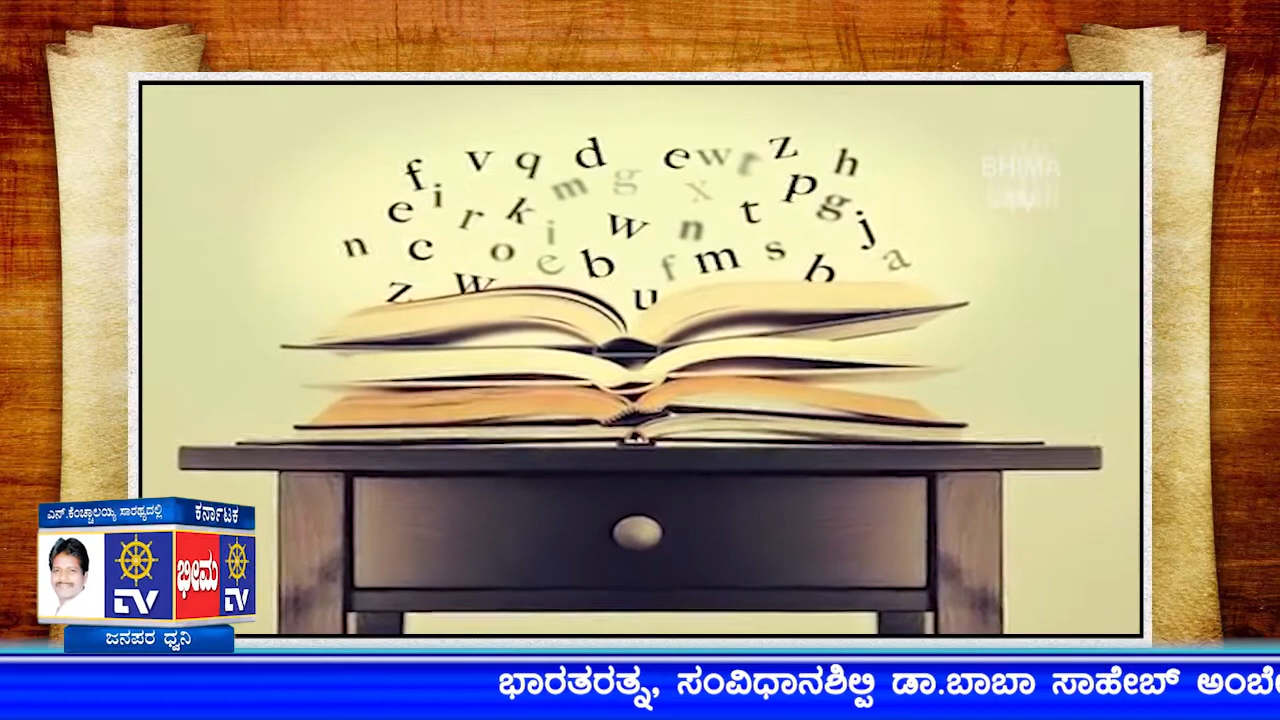 BHIMA
f v q d e w t z h
i m g x p g
e r k w n t j
n c o i e b f m s b a
z w u
ಎನ್.ಕೆಂಚ್ಚಾಲಯ್ಯ ಸಾರಥ್ಯದಲ್ಲಿ ಕರ್ನಾಟಕ
TV ಭೀಮ TV
ಜನಪರ ಧ್ವನಿ
ಭಾರತರತ್ನ, ಸಂವಿಧಾನಶಿಲ್ಪಿ ಡಾ.ಬಾಬಾ ಸಾಹೇಬ್